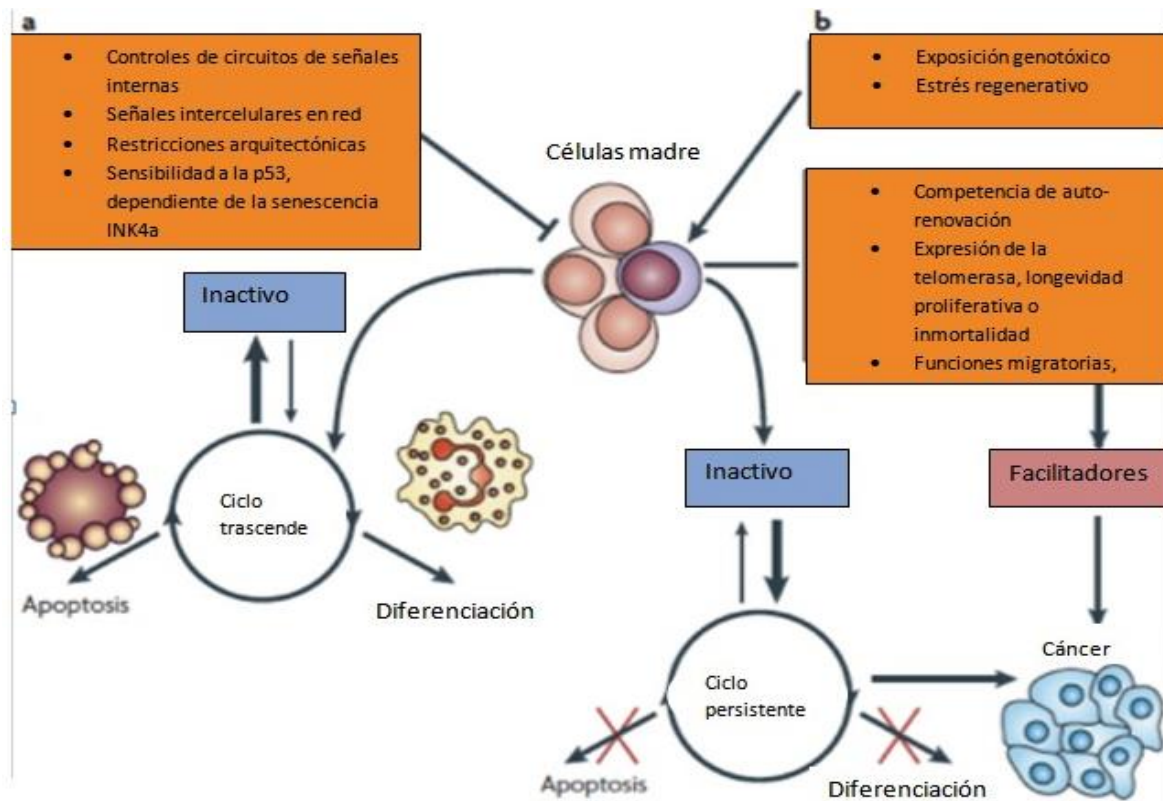 a
• Controles de circuitos de señales
internas
• Señales intercelulares en red
• Restricciones arquitectónicas
• Sensibilidad a la p53,
dependiente de la senescencia
INK4a
b
• Exposición genotóxico
• Estrés regenerativo
Células madre
• Competencia de auto-
renovación
• Expresión de la
telomerasa, longevidad
proliferativa o
inmortalidad
• Funciones migratorias,
Inactivo
Ciclo
trascende
Apoptosis
Diferenciación
Inactivo
Facilitadores
Ciclo
persistente
Cáncer
Apoptosis
Diferenciación